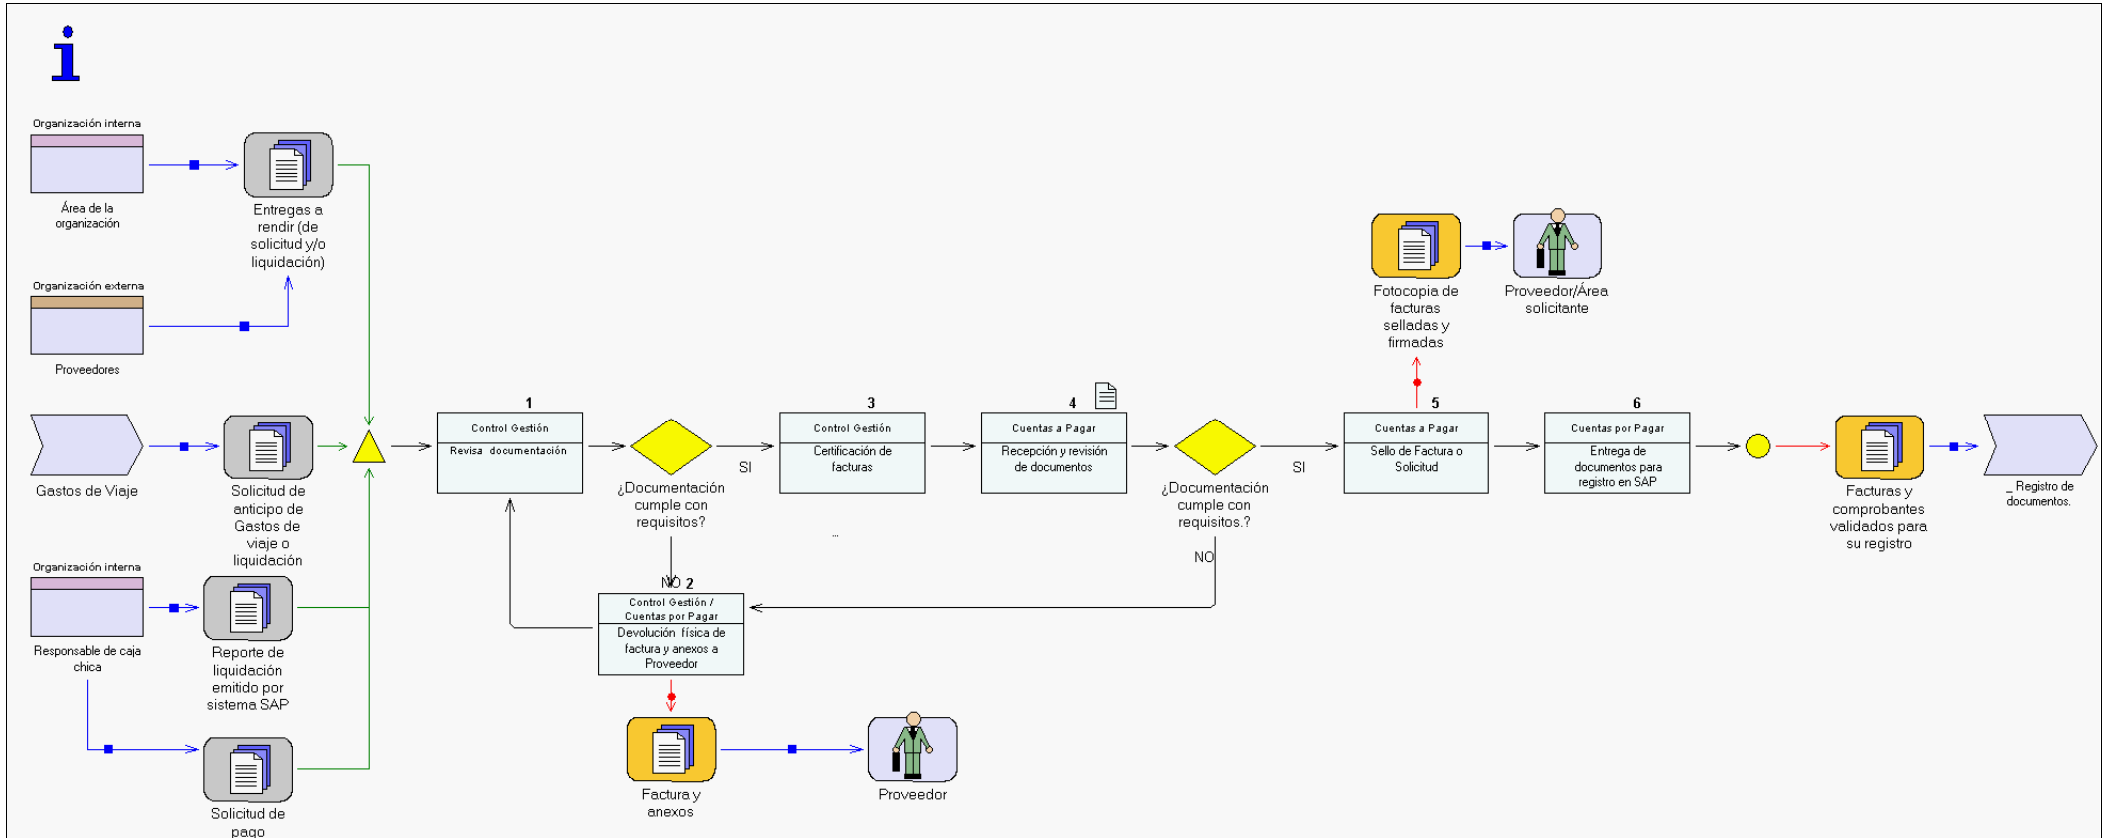 Organización interna
Área de la
organización
Entregas a
rendir (de
solicitud y/o
liquidación)
Organización externa
Proveedores
Gastos de Viaje
Solicitud de
anticipo de
Gastos de
viaje o
liquidación
Organización interna
Responsable de caja
chica
Reporte de
liquidación
emitido por
sistema SAP
Solicitud de
pago
1
Control Gestión
Revisa documentación
¿Documentación
cumple con
requisitos?
SI
NO
2
Control Gestión /
Cuentas por Pagar
Devolución física de
factura y anexos a
Proveedor
Factura y
anexos
Proveedor
3
Control Gestión
Certificación de
facturas
...
4
Cuentas a Pagar
Recepción y revisión
de documentos
¿Documentación
cumple con
requisitos.?
SI
NO
Fotocopia de
facturas
selladas y
firmadas
Proveedor/Área
solicitante
5
Cuentas a Pagar
Sello de Factura o
Solicitud
6
Cuentas por Pagar
Entrega de
documentos para
registro en SAP
Facturas y
comprobantes
validados para
su registro
_ Registro de
documentos.